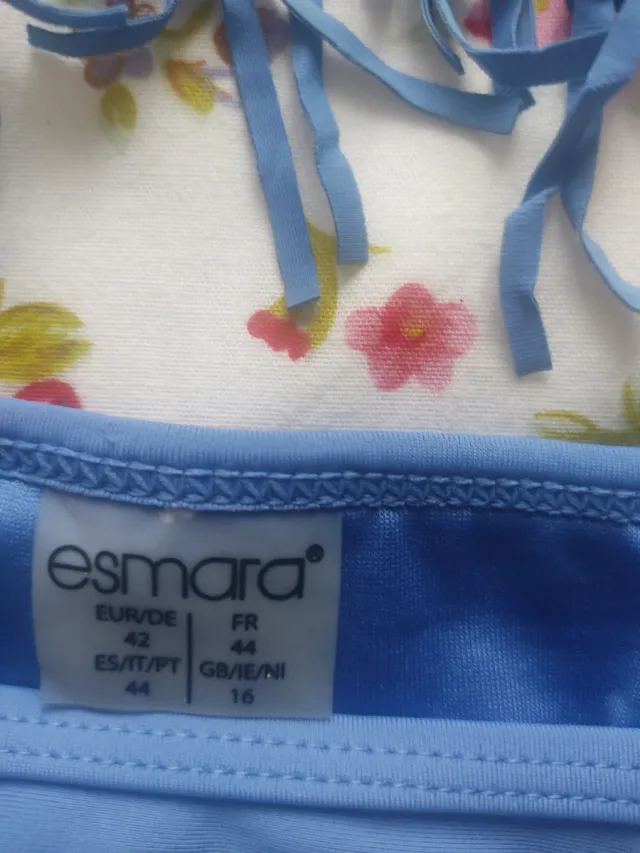 esmara®
EUR/DE
42
ES/IT/PT
44
FR
44
GB/IE/NI
16